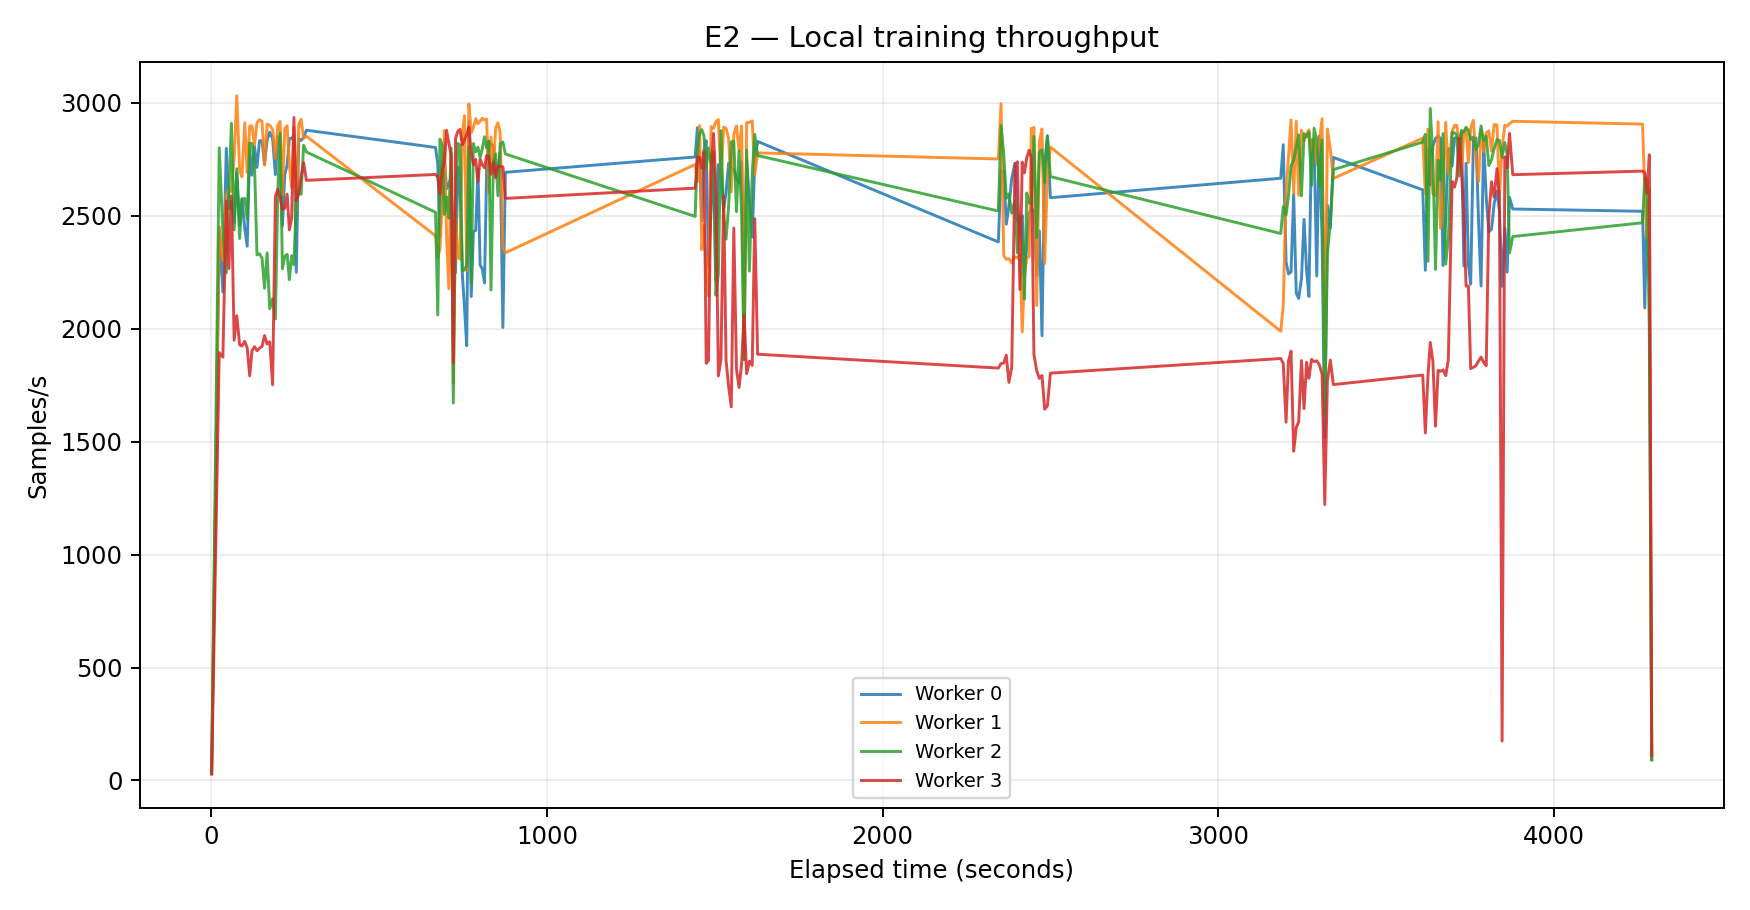 E2 — Local training throughput
Samples/s
3000
2500
2000
1500
1000
500
0
0
1000
2000
3000
4000
Elapsed time (seconds)
Worker 0
Worker 1
Worker 2
Worker 3